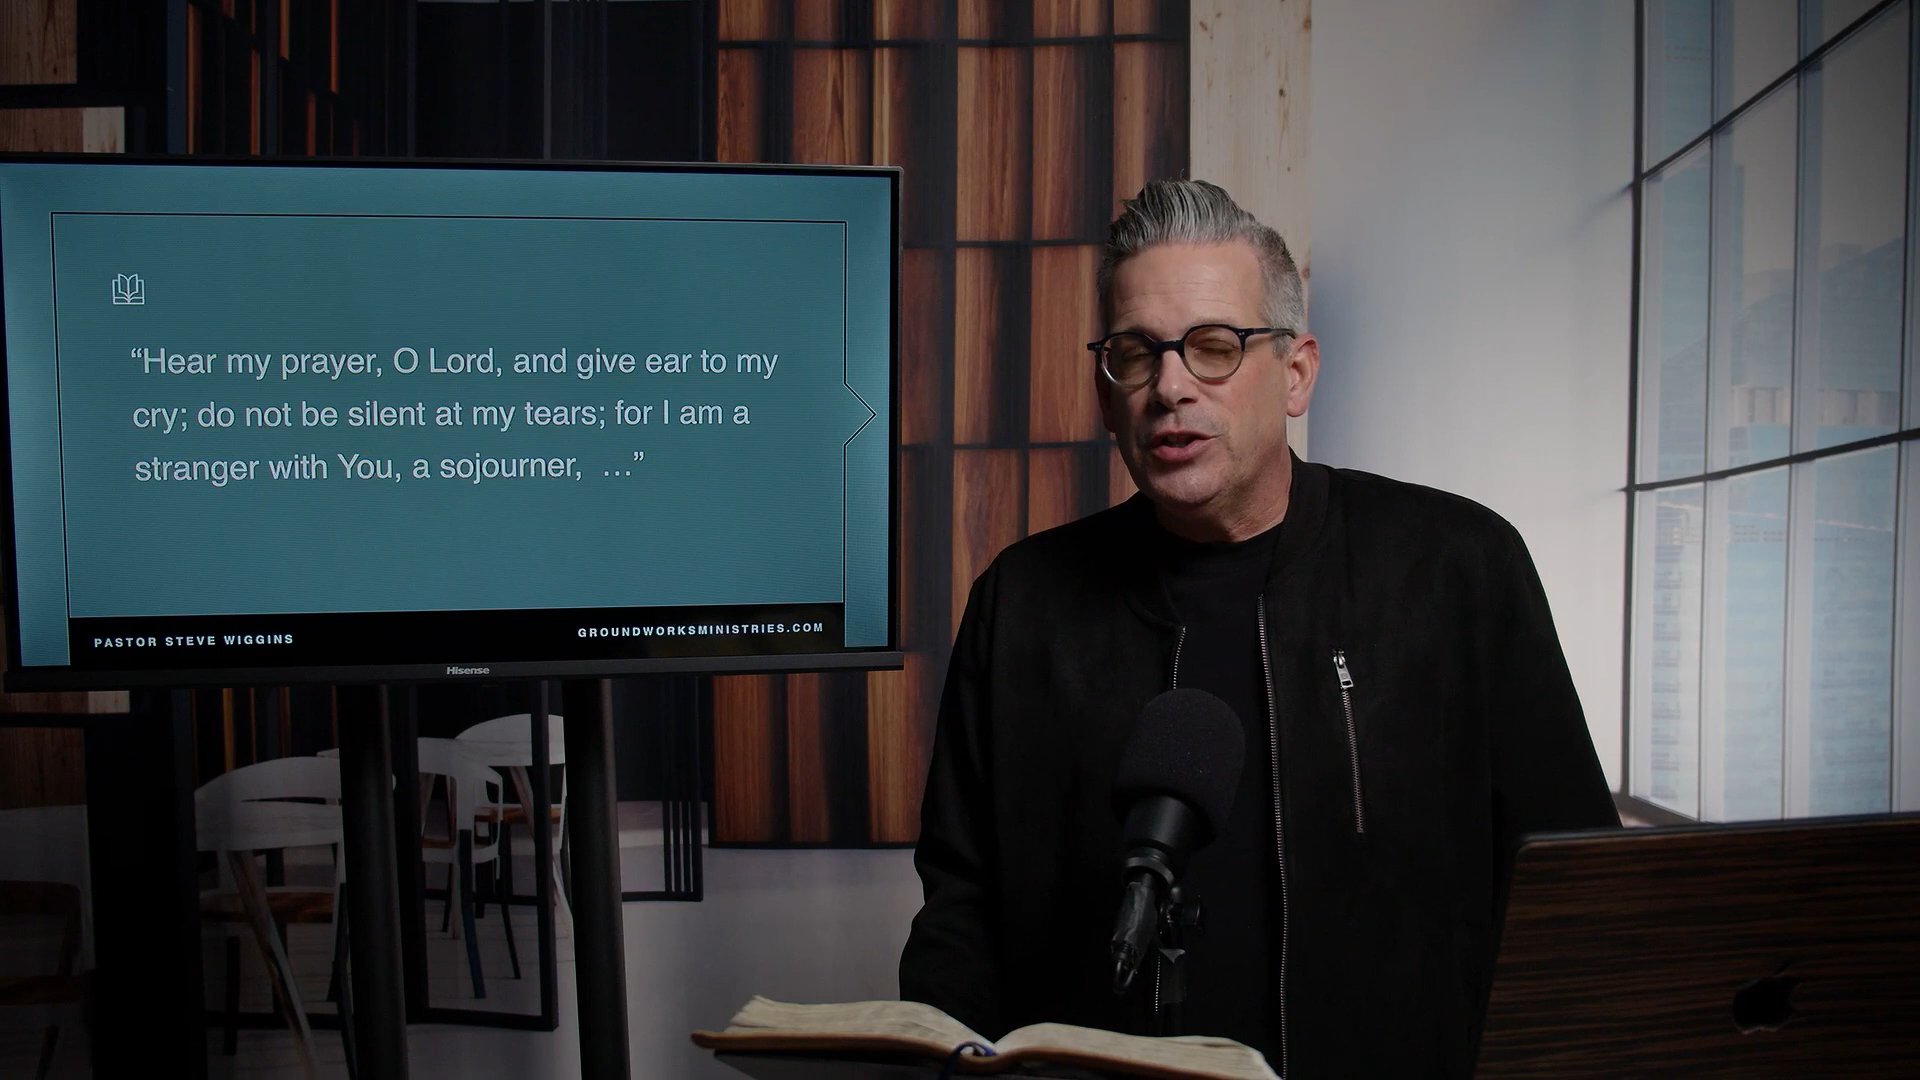 “Hear my prayer, O Lord, and give ear to my
cry; do not be silent at my tears; for I am a
stranger with You, a sojourner, …”
PASTOR STEVE WIGGINS
GROUNDWORKSMINISTRIES.COM
Hisense